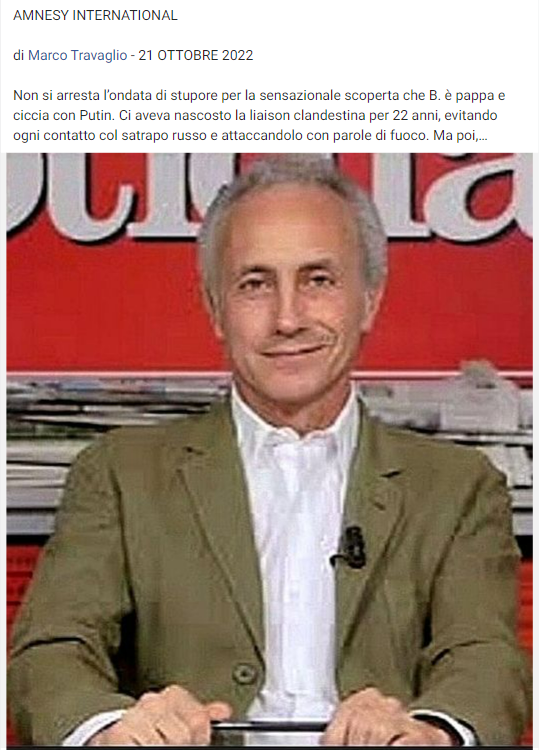 AMNESY INTERNATIONAL
di Marco Travaglio - 21 OTTOBRE 2022
Non si arresta l’ondata di stupore per la sensazionale scoperta che B. è pappa e
ciccia con Putin. Ci aveva nascosto la liaison clandestina per 22 anni, evitando
ogni contatto col satrapo russo e attaccandolo con parole di fuoco. Ma poi,…